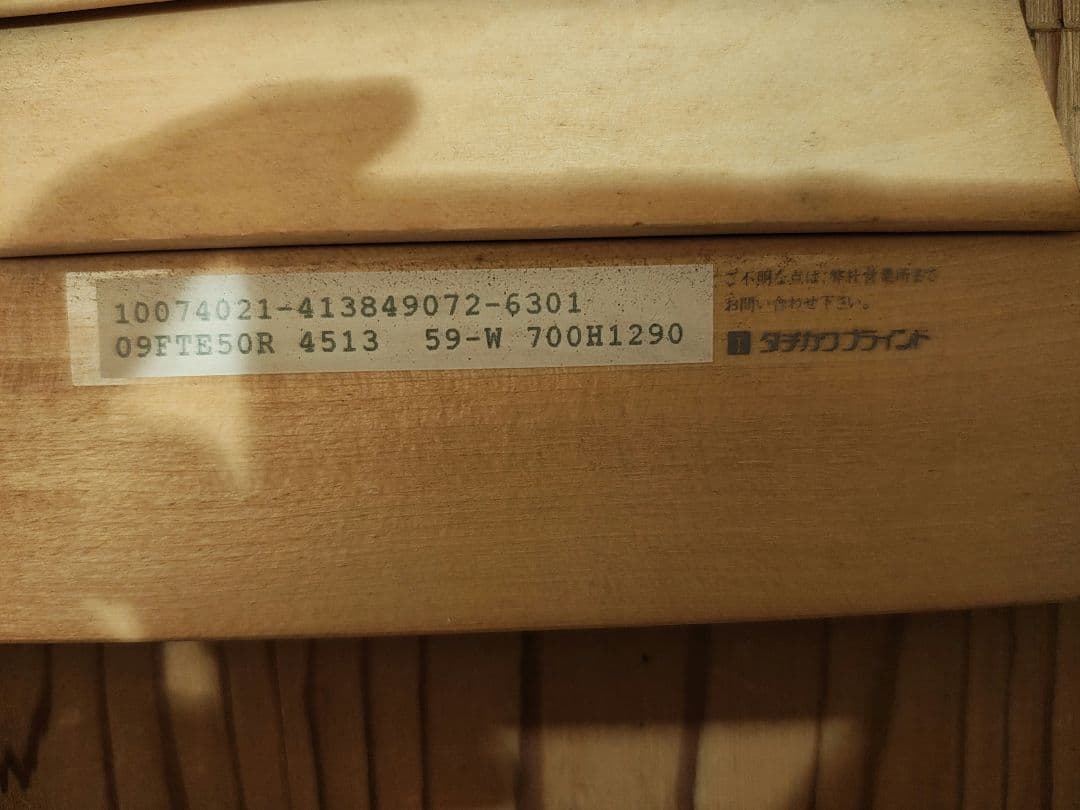 10074021-413849072-6301
09FTE50R 4513 59-W 700H1290
ご不明な点は、弊社営業所まで
お問い合わせ下さい。
タチカワブラインド